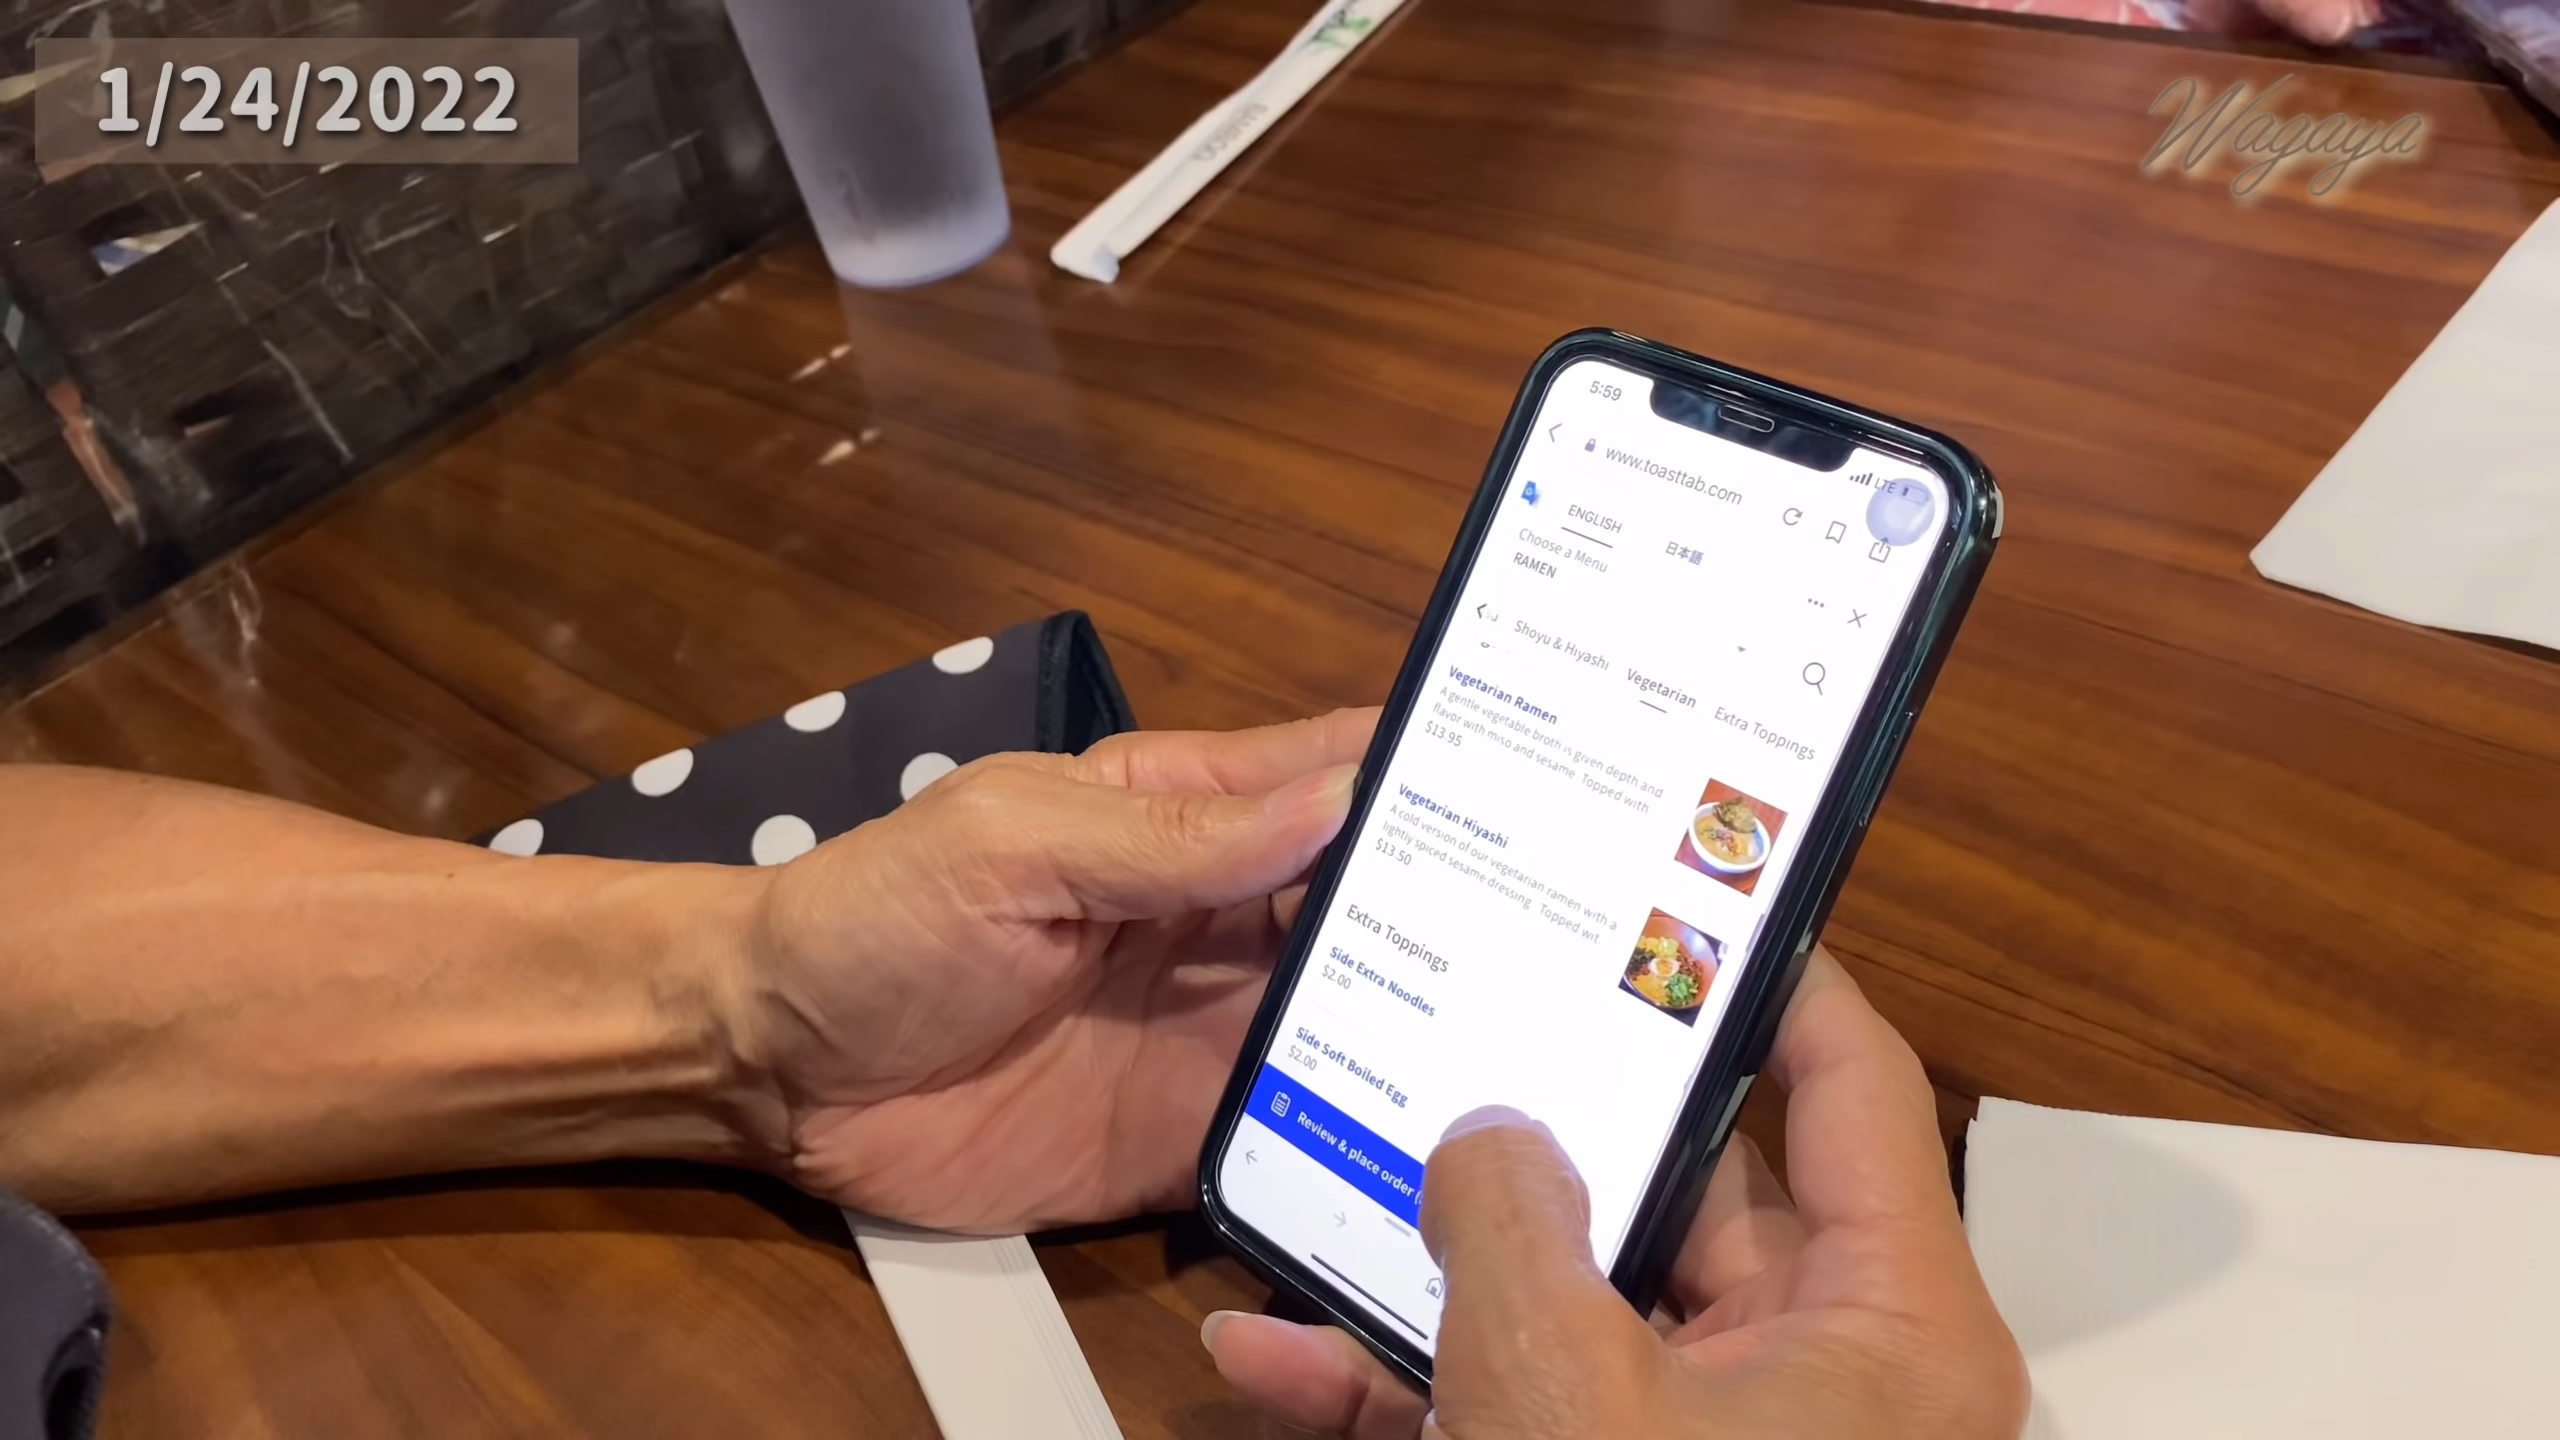 1/24/2022
Wagaya
BAMBOO
5:59
LTE
www.toasttab.com
ENGLISH
日本語
Choose a Menu
RAMEN
Shoyu & Hiyashi
Vegetarian
Extra Toppings
Vegetarian Ramen
A gentle vegetable broth is given depth and
flavor with miso and sesame Topped with
$13.95
Vegetarian Hiyashi
A cold version of our vegetarian ramen with a
lightly spiced sesame dressing Topped wit
$13.50
Extra Toppings
Side Extra Noodles
$2.00
Side Soft Boiled Egg
$2.00
Review & place order (